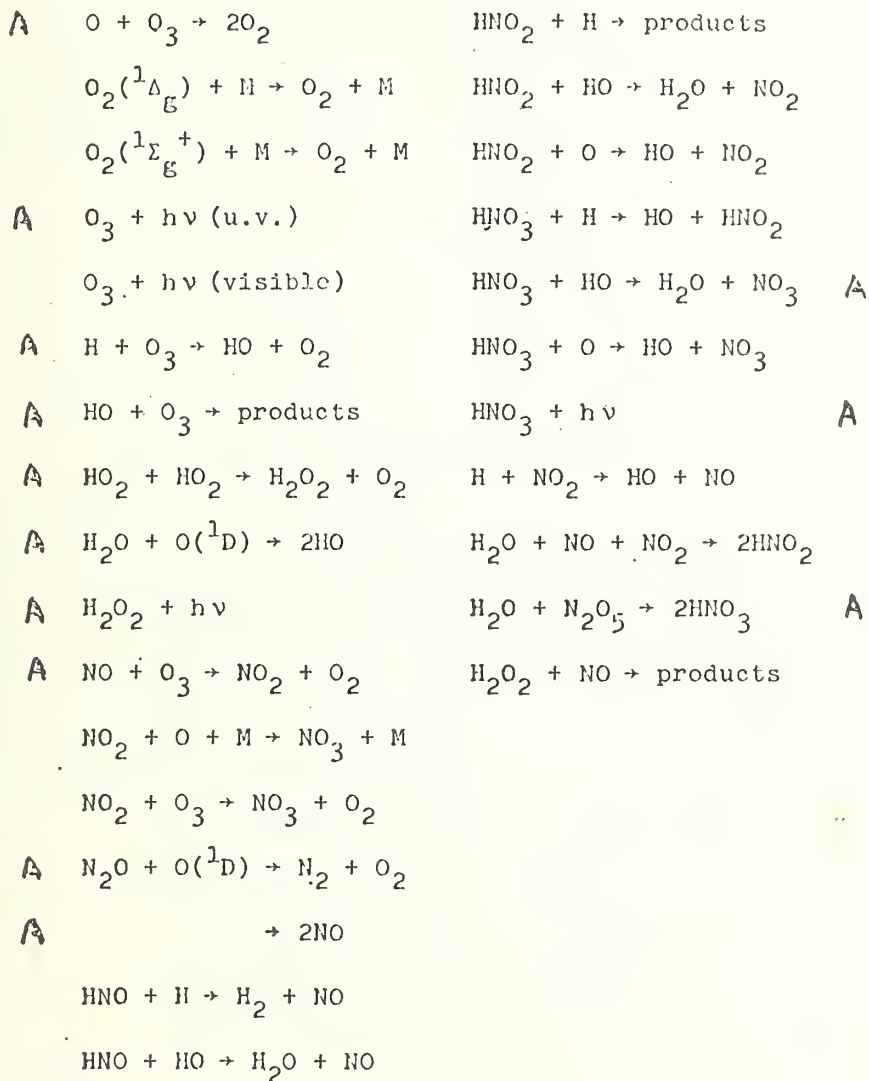 A O + O₃ → 2O₂
O₂(¹Δg) + M → O₂ + M
O₂(¹Σg⁺) + M → O₂ + M
A O₃ + hν (u.v.)
O₃ + hν (visible)
A H + O₃ → HO + O₂
A HO + O₃ → products
A HO₂ + HO₂ → H₂O₂ + O₂
A H₂O + O(¹D) → 2HO
A H₂O₂ + hν
A NO + O₃ → NO₂ + O₂
NO₂ + O + M → NO₃ + M
NO₂ + O₃ → NO₃ + O₂
A N₂O + O(¹D) → N₂ + O₂
A → 2NO
HNO + H → H₂ + NO
HNO + HO → H₂O + NO
HNO₂ + H → products
HNO₂ + HO → H₂O + NO₂
HNO₂ + O → HO + NO₂
HNO₃ + H → HO + HNO₂
HNO₃ + HO → H₂O + NO₃ A
HNO₃ + O → HO + NO₃
HNO₃ + hν A
H + NO₂ → HO + NO
H₂O + NO + NO₂ → 2HNO₂
H₂O + N₂O₅ → 2HNO₃ A
H₂O₂ + NO → products